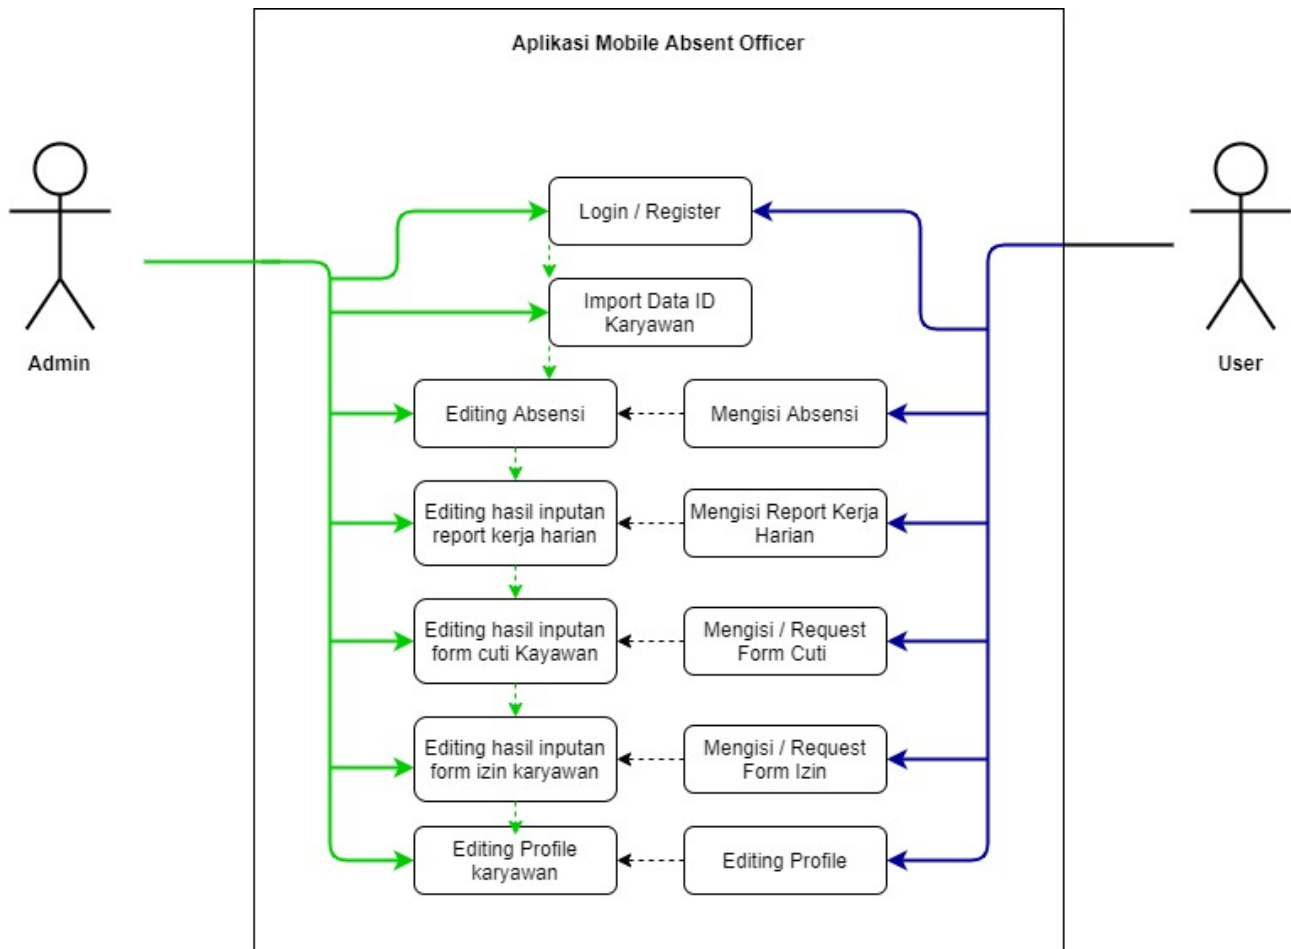 Aplikasi Mobile Absent Officer
Login / Register
Import Data ID
Karyawan
Admin
User
Editing Absensi
Mengisi Absensi
Editing hasil inputan
report kerja harian
Mengisi Report Kerja
Harian
Editing hasil inputan
form cuti Kayawan
Mengisi / Request
Form Cuti
Editing hasil inputan
form izin karyawan
Mengisi / Request
Form Izin
Editing Profile
karyawan
Editing Profile